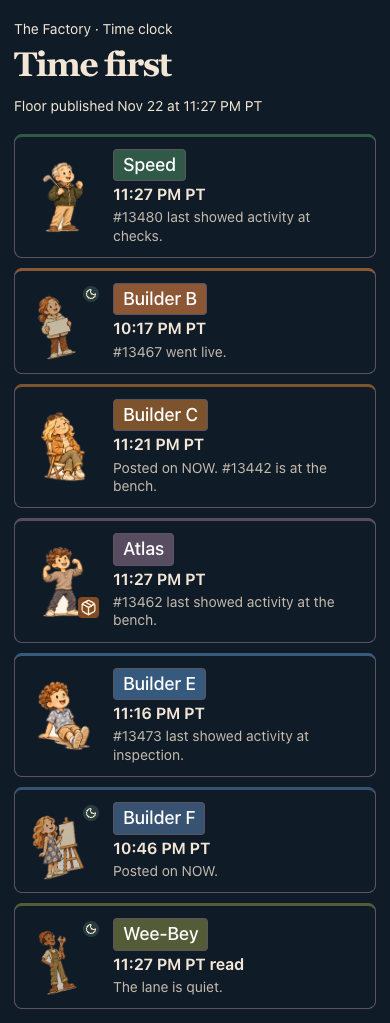 The Factory · Time clock
Time first
Floor published Nov 22 at 11:27 PM PT
Speed
11:27 PM PT
#13480 last showed activity at
checks.
Builder B
10:17 PM PT
#13467 went live.
Builder C
11:21 PM PT
Posted on NOW. #13442 is at the
bench.
Atlas
11:27 PM PT
#13462 last showed activity at the
bench.
Builder E
11:16 PM PT
#13473 last showed activity at
inspection.
Builder F
10:46 PM PT
Posted on NOW.
Wee-Bey
11:27 PM PT read
The lane is quiet.